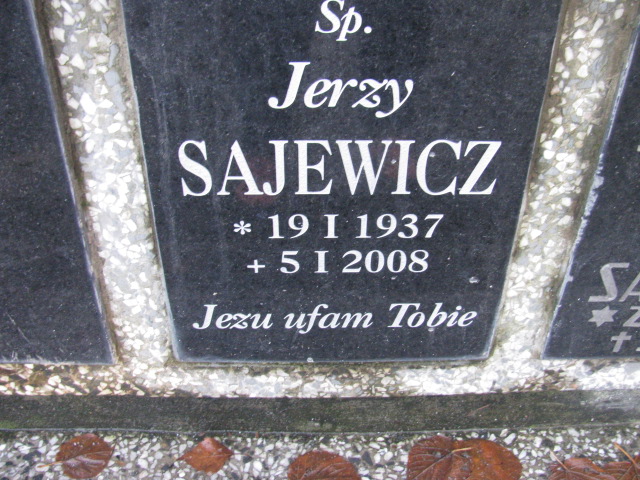 Sp.
Jerzy
SAJEWICZ
* 19 I 1937
+ 5 I 2008
Jezu ufam Tobie